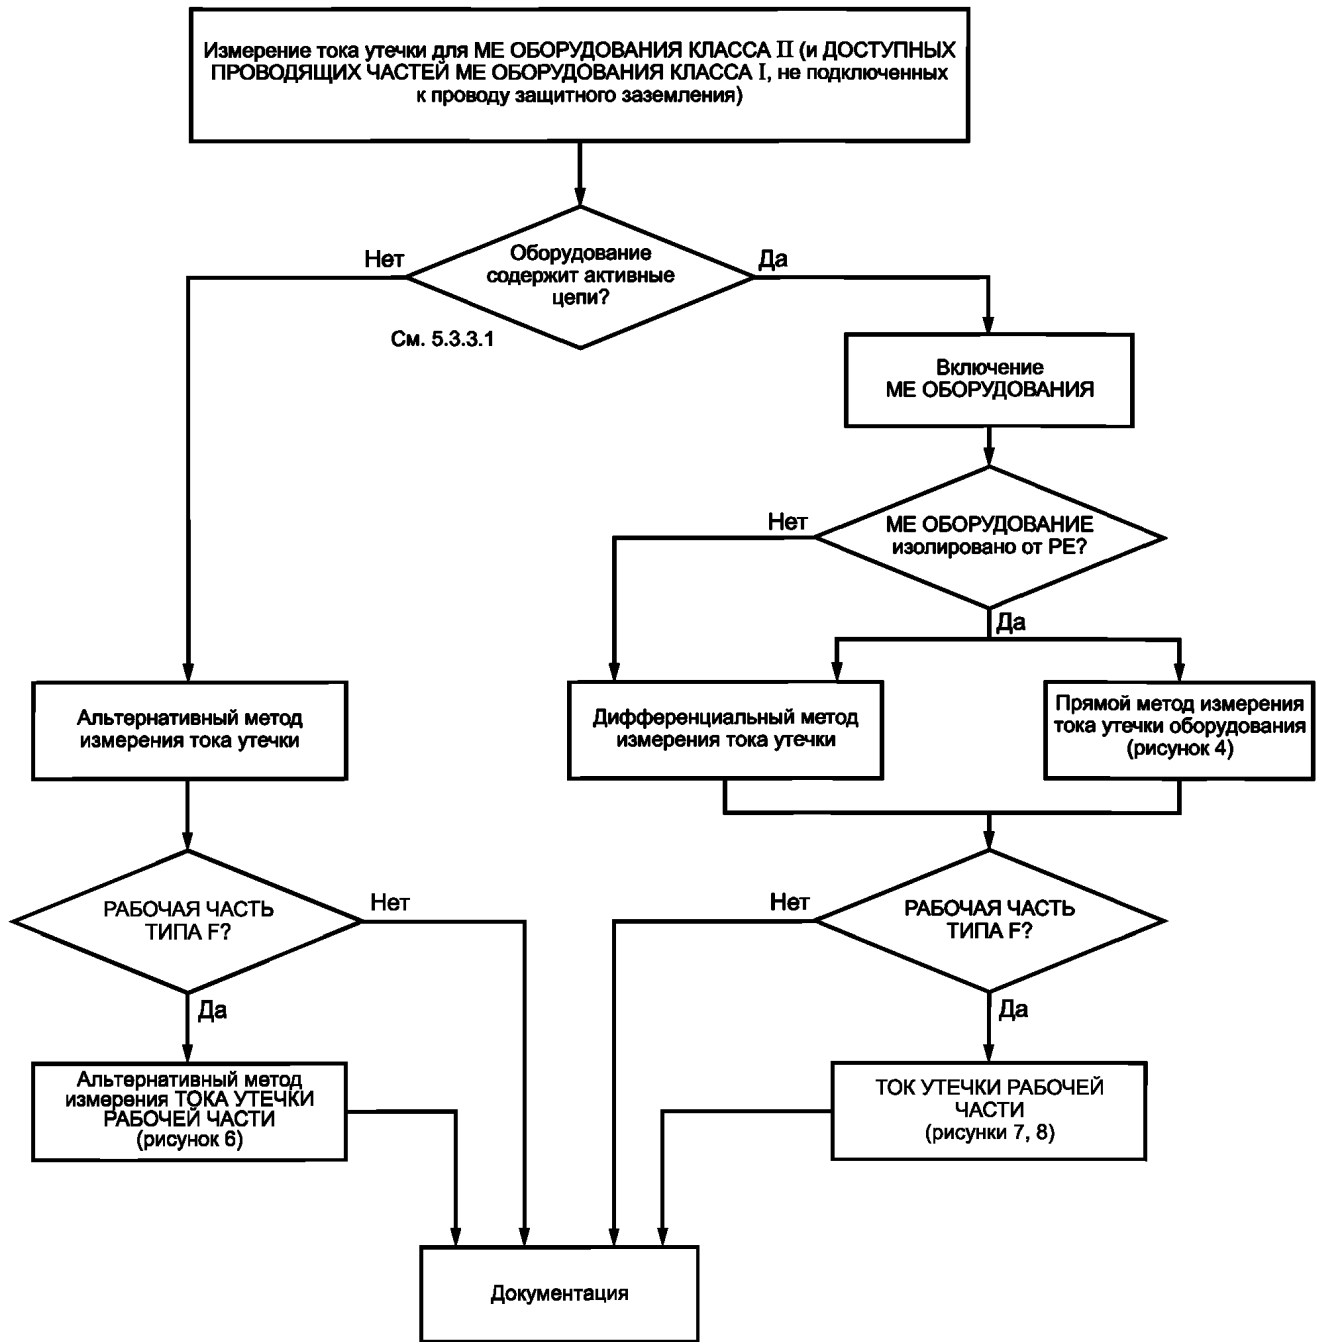 Измерение тока утечки для МЕ ОБОРУДОВАНИЯ КЛАССА II (и ДОСТУПНЫХ
ПРОВОДЯЩИХ ЧАСТЕЙ МЕ ОБОРУДОВАНИЯ КЛАССА I, не подключенных
к проводу защитного заземления)
Нет
Оборудование
содержит активные
цепи?
Да
См. 5.3.3.1
Включение
МЕ ОБОРУДОВАНИЯ
Нет
МЕ ОБОРУДОВАНИЕ
изолировано от РЕ?
Да
Альтернативный метод
измерения тока утечки
Дифференциальный метод
измерения тока утечки
Прямой метод измерения
тока утечки оборудования
(рисунок 4)
РАБОЧАЯ ЧАСТЬ
ТИПА F?
Нет
Да
Нет
РАБОЧАЯ ЧАСТЬ
ТИПА F?
Да
Альтернативный метод
измерения ТОКА УТЕЧКИ
РАБОЧЕЙ ЧАСТИ
(рисунок 6)
ТОК УТЕЧКИ РАБОЧЕЙ
ЧАСТИ
(рисунки 7, 8)
Документация